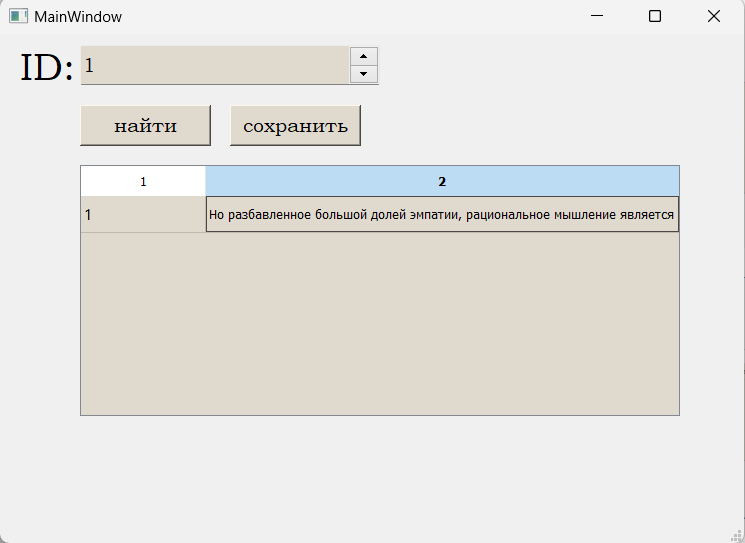 MainWindow
ID: 1
найти сохранить
1 2
1 Но разбавленное большой долей эмпатии, рациональное мышление является